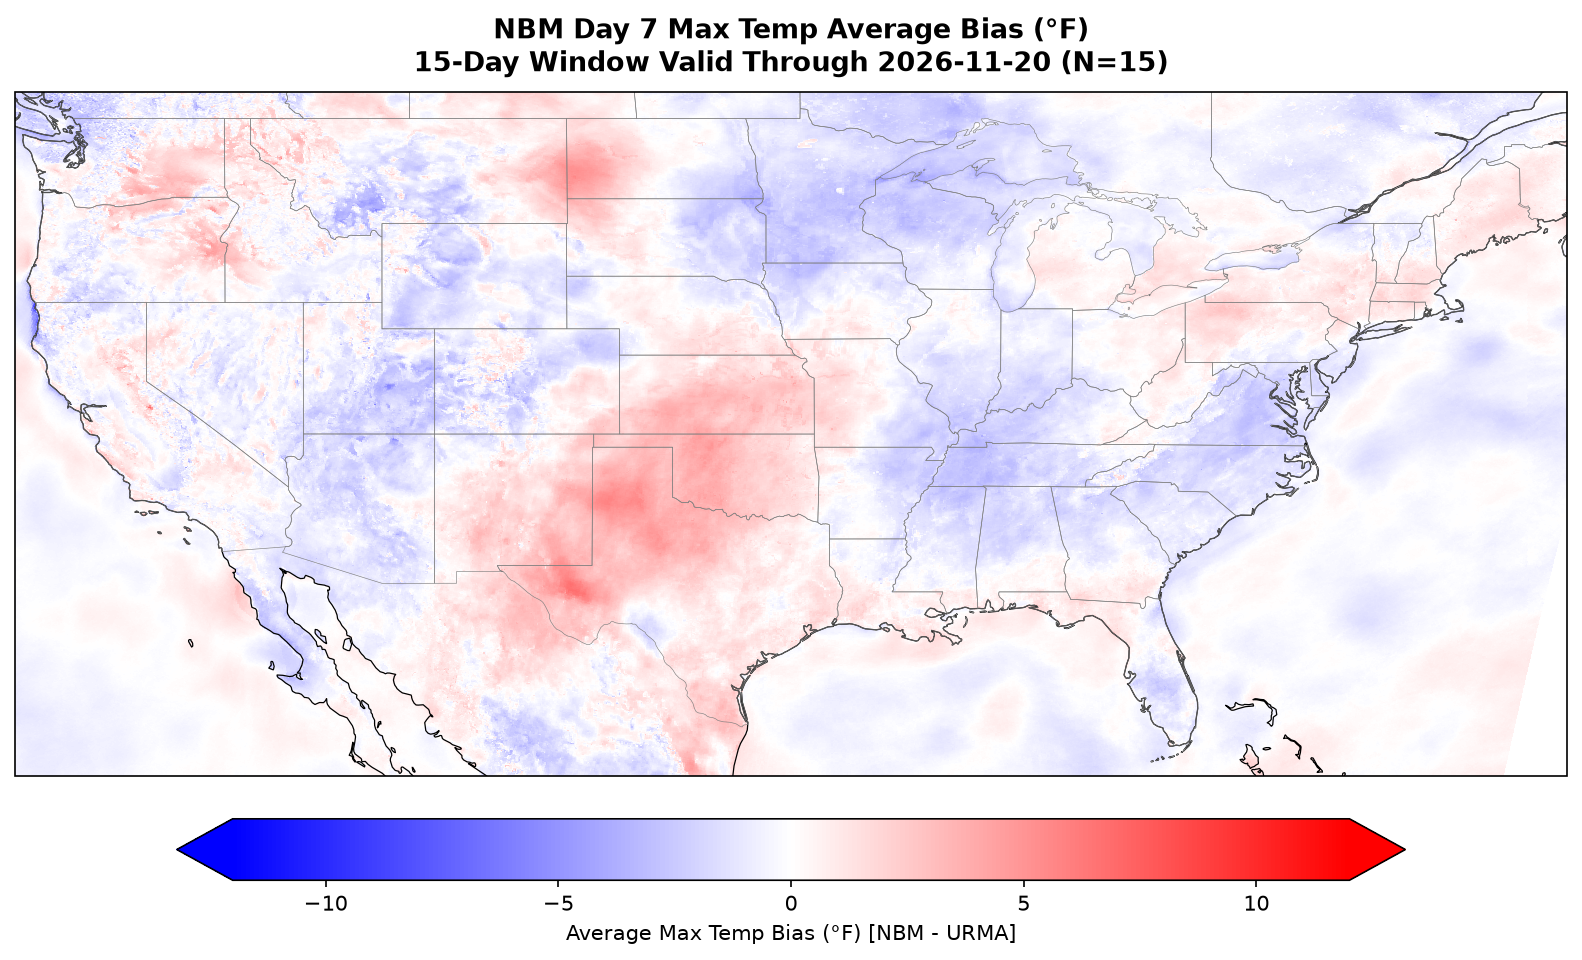 NBM Day 7 Max Temp Average Bias (°F)
15-Day Window Valid Through 2026-11-20 (N=15)
−10 −5 0 5 10
Average Max Temp Bias (°F) [NBM - URMA]